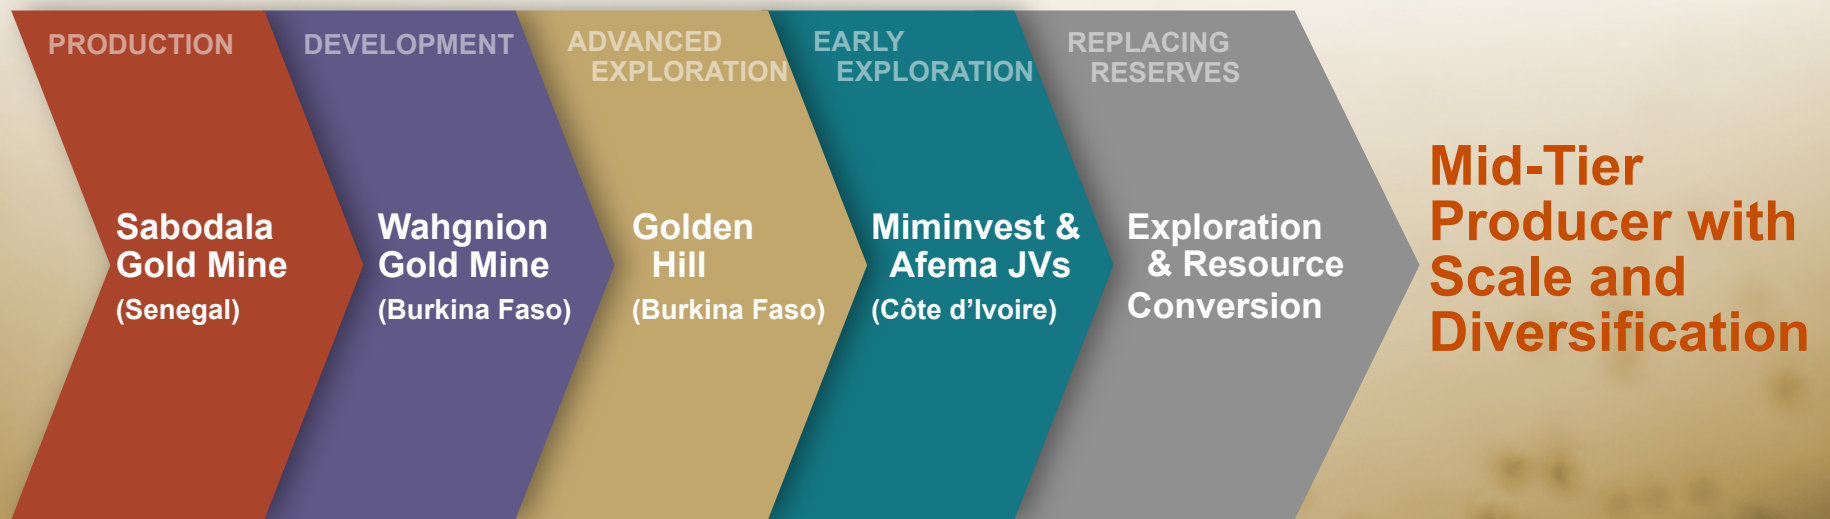 PRODUCTION
Sabodala
Gold Mine
(Senegal)
DEVELOPMENT
Wahgnion
Gold Mine
(Burkina Faso)
ADVANCED
EXPLORATION
Golden
Hill
(Burkina Faso)
EARLY
EXPLORATION
Miminvest &
Afema JVs
(Côte d’Ivoire)
REPLACING
RESERVES
Exploration
& Resource
Conversion
Mid-Tier
Producer with
Scale and
Diversification